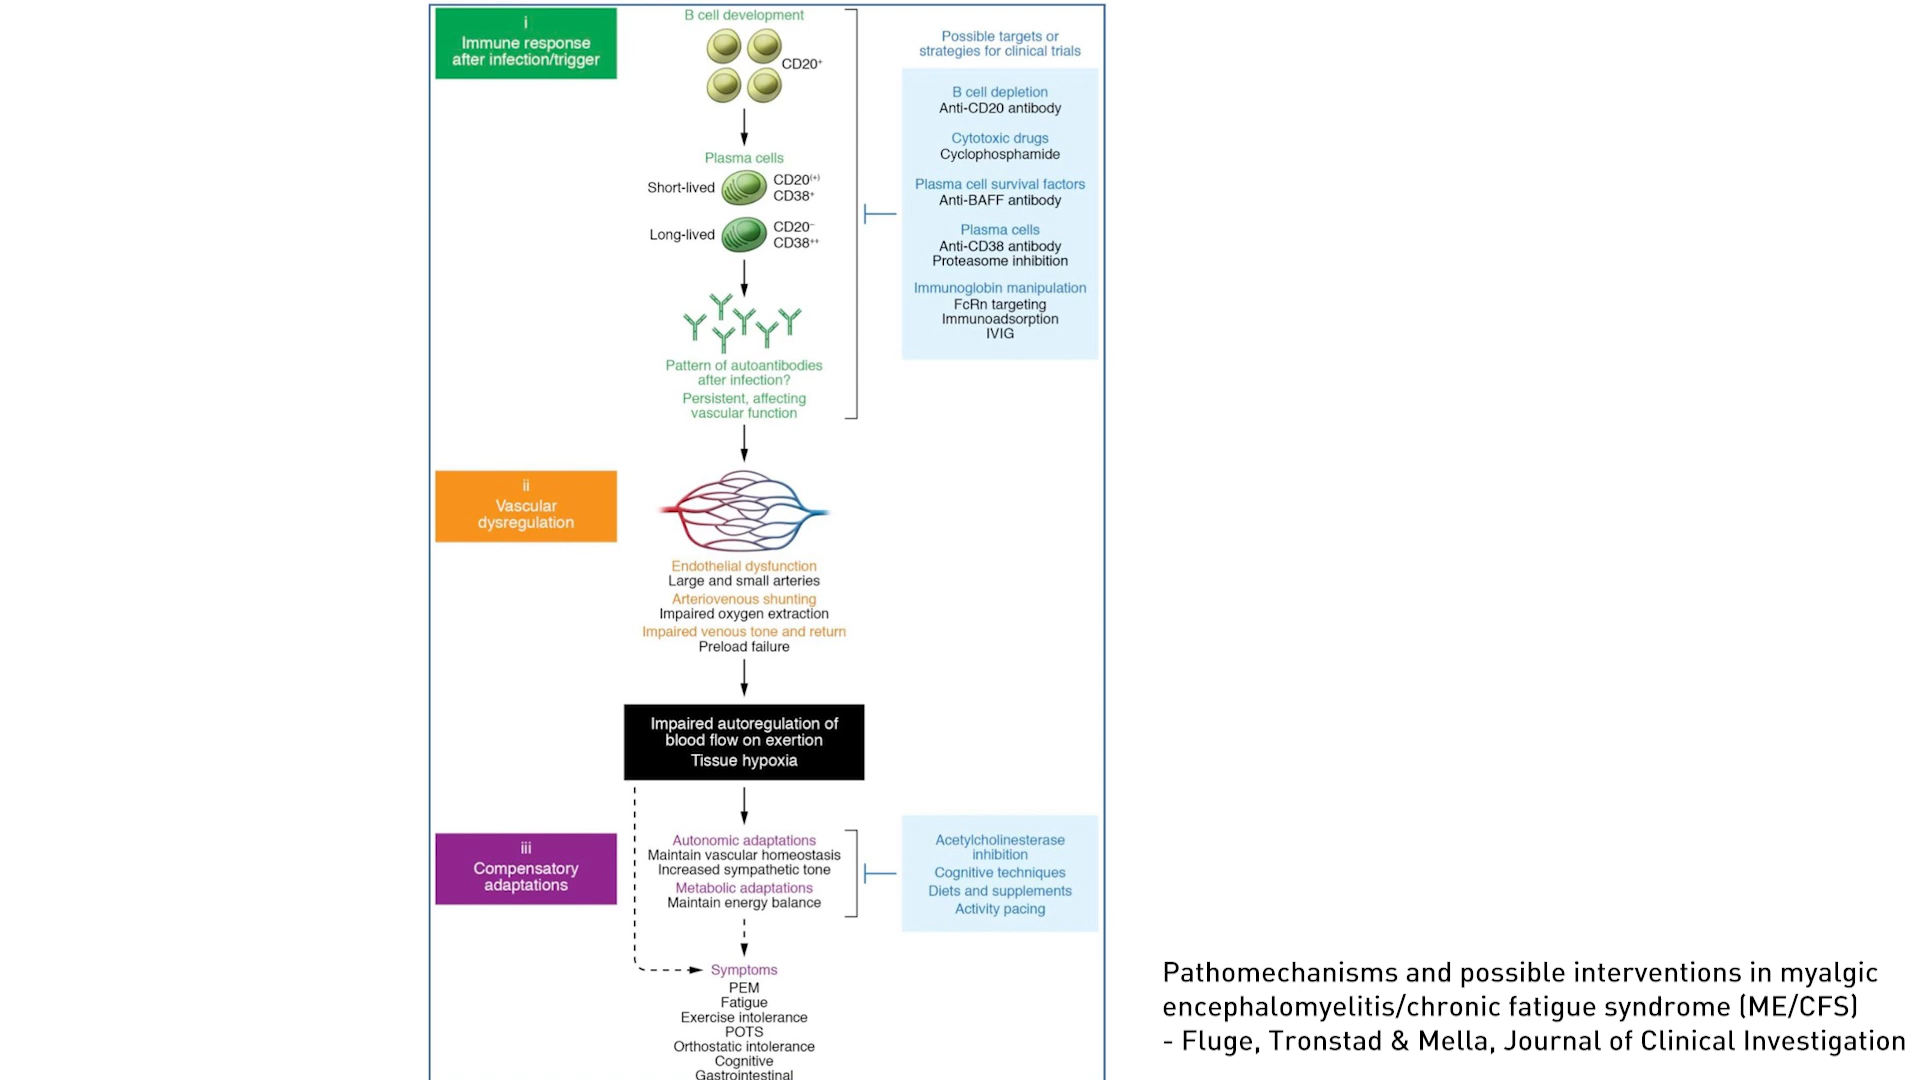 i
Immune response
after infection/trigger
B cell development
CD20⁺
Plasma cells
Short-lived
CD20⁽⁺⁾
CD38⁺
Long-lived
CD20⁻
CD38⁺⁺
Pattern of autoantibodies
after infection?
Persistent, affecting
vascular function
Possible targets or
strategies for clinical trials
B cell depletion
Anti-CD20 antibody
Cytotoxic drugs
Cyclophosphamide
Plasma cell survival factors
Anti-BAFF antibody
Plasma cells
Anti-CD38 antibody
Proteasome inhibition
Immunoglobin manipulation
FcRn targeting
Immunoadsorption
IVIG
ii
Vascular
dysregulation
Endothelial dysfunction
Large and small arteries
Arteriovenous shunting
Impaired oxygen extraction
Impaired venous tone and return
Preload failure
Impaired autoregulation of
blood flow on exertion
Tissue hypoxia
iii
Compensatory
adaptations
Autonomic adaptations
Maintain vascular homeostasis
Increased sympathetic tone
Metabolic adaptations
Maintain energy balance
Acetylcholinesterase
inhibition
Cognitive techniques
Diets and supplements
Activity pacing
Symptoms
PEM
Fatigue
Exercise intolerance
POTS
Orthostatic intolerance
Cognitive
Gastrointestinal
Pathomechanisms and possible interventions in myalgic
encephalomyelitis/chronic fatigue syndrome (ME/CFS)
- Fluge, Tronstad & Mella, Journal of Clinical Investigation